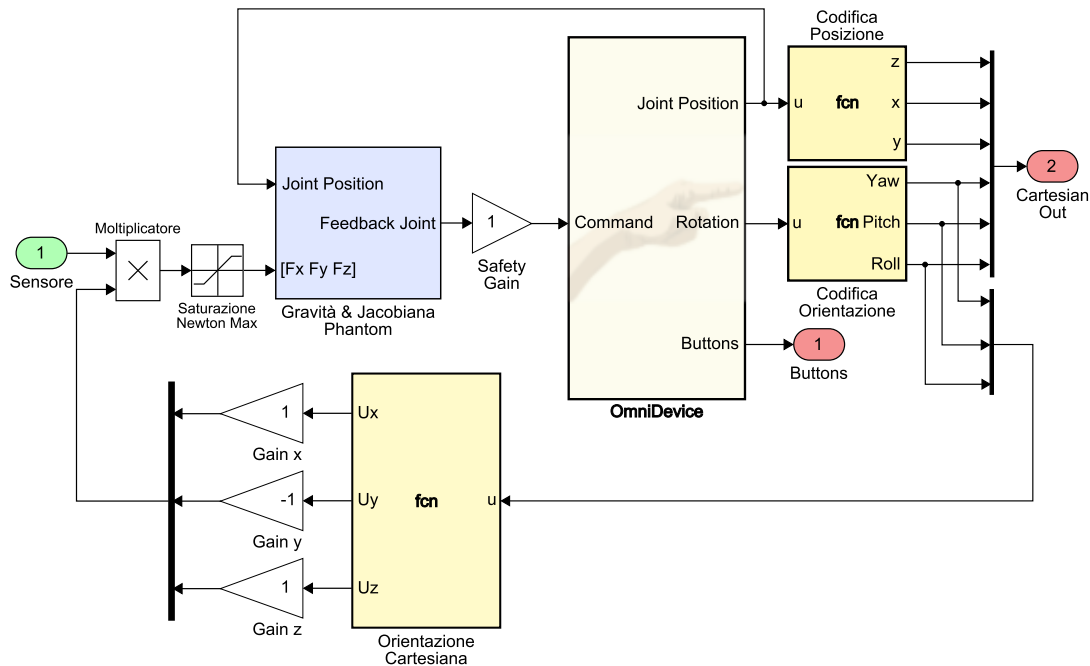 Codifica
Posizione
z
Joint Position
u
fcn
x
y
Joint Position
Yaw
2
Feedback Joint
1
Command
Rotation
u
fcn
Pitch
Cartesian
Out
Moltiplicatore
1
Sensore
[Fx Fy Fz]
Safety
Gain
Roll
Saturazione
Newton Max
Gravità & Jacobiana
Phantom
Codifica
Orientazione
Buttons
1
Buttons
OmniDevice
1
Ux
Gain x
-1
Uy
fcn
u
Gain y
1
Uz
Gain z
Orientazione
Cartesiana